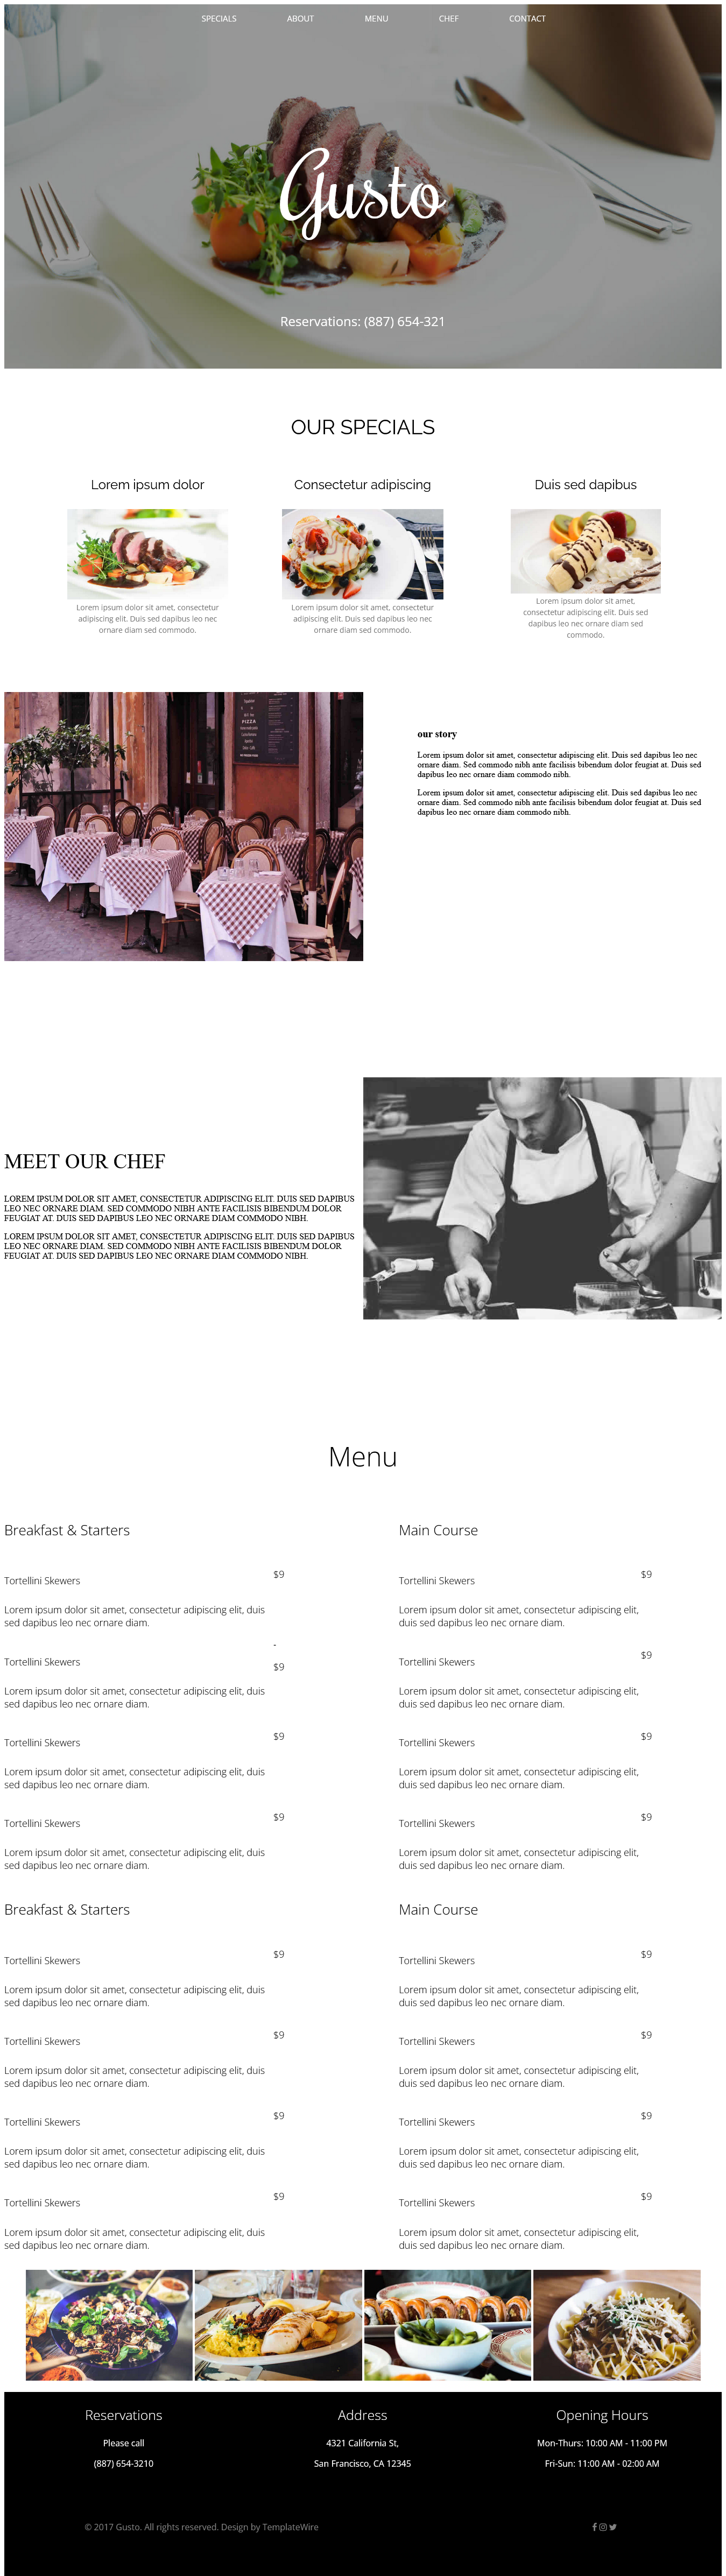 SPECIALS ABOUT MENU CHEF CONTACT
Gusto
Reservations: (887) 654-321
OUR SPECIALS
Lorem ipsum dolor
Lorem ipsum dolor sit amet, consectetur
adipiscing elit. Duis sed dapibus leo nec
ornare diam sed commodo.
Consectetur adipiscing
Lorem ipsum dolor sit amet, consectetur
adipiscing elit. Duis sed dapibus leo nec
ornare diam sed commodo.
Duis sed dapibus
Lorem ipsum dolor sit amet,
consectetur adipiscing elit. Duis sed
dapibus leo nec ornare diam sed
commodo.
PIZZA
our story
Lorem ipsum dolor sit amet, consectetur adipiscing elit. Duis sed dapibus leo nec
ornare diam. Sed commodo nibh ante facilisis bibendum dolor feugiat at. Duis sed
dapibus leo nec ornare diam commodo nibh.
Lorem ipsum dolor sit amet, consectetur adipiscing elit. Duis sed dapibus leo nec
ornare diam. Sed commodo nibh ante facilisis bibendum dolor feugiat at. Duis sed
dapibus leo nec ornare diam commodo nibh.
MEET OUR CHEF
LOREM IPSUM DOLOR SIT AMET, CONSECTETUR ADIPISCING ELIT. DUIS SED DAPIBUS
LEO NEC ORNARE DIAM. SED COMMODO NIBH ANTE FACILISIS BIBENDUM DOLOR
FEUGIAT AT. DUIS SED DAPIBUS LEO NEC ORNARE DIAM COMMODO NIBH.
LOREM IPSUM DOLOR SIT AMET, CONSECTETUR ADIPISCING ELIT. DUIS SED DAPIBUS
LEO NEC ORNARE DIAM. SED COMMODO NIBH ANTE FACILISIS BIBENDUM DOLOR
FEUGIAT AT. DUIS SED DAPIBUS LEO NEC ORNARE DIAM COMMODO NIBH.
Menu
Breakfast & Starters
Tortellini Skewers $9
Lorem ipsum dolor sit amet, consectetur adipiscing elit, duis
sed dapibus leo nec ornare diam.
-
Tortellini Skewers $9
Lorem ipsum dolor sit amet, consectetur adipiscing elit, duis
sed dapibus leo nec ornare diam.
Tortellini Skewers $9
Lorem ipsum dolor sit amet, consectetur adipiscing elit, duis
sed dapibus leo nec ornare diam.
Tortellini Skewers $9
Lorem ipsum dolor sit amet, consectetur adipiscing elit, duis
sed dapibus leo nec ornare diam.
Main Course
Tortellini Skewers $9
Lorem ipsum dolor sit amet, consectetur adipiscing elit,
duis sed dapibus leo nec ornare diam.
Tortellini Skewers $9
Lorem ipsum dolor sit amet, consectetur adipiscing elit,
duis sed dapibus leo nec ornare diam.
Tortellini Skewers $9
Lorem ipsum dolor sit amet, consectetur adipiscing elit,
duis sed dapibus leo nec ornare diam.
Tortellini Skewers $9
Lorem ipsum dolor sit amet, consectetur adipiscing elit,
duis sed dapibus leo nec ornare diam.
Breakfast & Starters
Tortellini Skewers $9
Lorem ipsum dolor sit amet, consectetur adipiscing elit, duis
sed dapibus leo nec ornare diam.
Tortellini Skewers $9
Lorem ipsum dolor sit amet, consectetur adipiscing elit, duis
sed dapibus leo nec ornare diam.
Tortellini Skewers $9
Lorem ipsum dolor sit amet, consectetur adipiscing elit, duis
sed dapibus leo nec ornare diam.
Tortellini Skewers $9
Lorem ipsum dolor sit amet, consectetur adipiscing elit, duis
sed dapibus leo nec ornare diam.
Main Course
Tortellini Skewers $9
Lorem ipsum dolor sit amet, consectetur adipiscing elit,
duis sed dapibus leo nec ornare diam.
Tortellini Skewers $9
Lorem ipsum dolor sit amet, consectetur adipiscing elit,
duis sed dapibus leo nec ornare diam.
Tortellini Skewers $9
Lorem ipsum dolor sit amet, consectetur adipiscing elit,
duis sed dapibus leo nec ornare diam.
Tortellini Skewers $9
Lorem ipsum dolor sit amet, consectetur adipiscing elit,
duis sed dapibus leo nec ornare diam.
Reservations
Please call
(887) 654-3210
Address
4321 California St,
San Francisco, CA 12345
Opening Hours
Mon-Thurs: 10:00 AM - 11:00 PM
Fri-Sun: 11:00 AM - 02:00 AM
© 2017 Gusto. All rights reserved. Design by TemplateWire